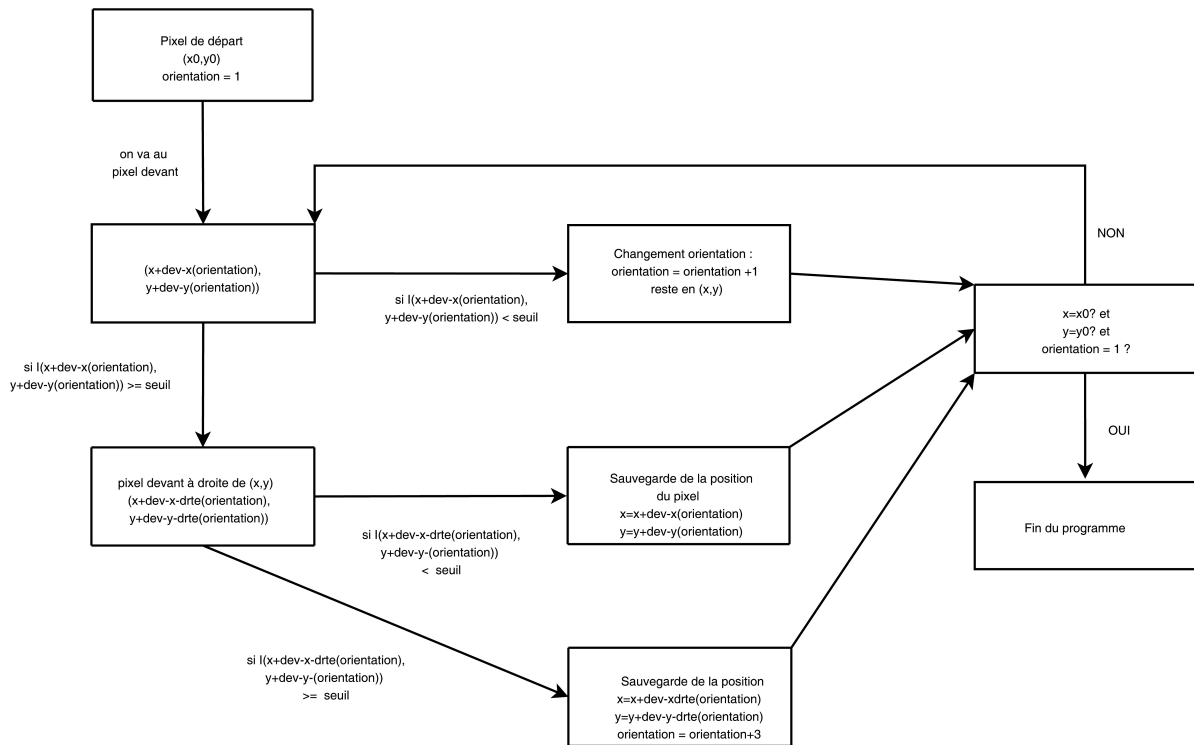 Pixel de départ
(x0,y0)
orientation = 1
on va au
pixel devant
(x+dev-x(orientation),
y+dev-y(orientation))
si I(x+dev-x(orientation),
y+dev-y(orientation)) < seuil
Changement orientation :
orientation = orientation +1
reste en (x,y)
NON
x=x0? et
y=y0? et
orientation = 1 ?
si I(x+dev-x(orientation),
y+dev-y(orientation)) >= seuil
OUI
pixel devant à droite de (x,y)
(x+dev-x-drte(orientation),
y+dev-y-drte(orientation))
si I(x+dev-x-drte(orientation),
y+dev-y-(orientation))
< seuil
Sauvegarde de la position
du pixel
x=x+dev-x(orientation)
y=y+dev-y(orientation)
Fin du programme
si I(x+dev-x-drte(orientation),
y+dev-y-(orientation))
>= seuil
Sauvegarde de la position
x=x+dev-xdrte(orientation)
y=y+dev-y-drte(orientation)
orientation = orientation+3